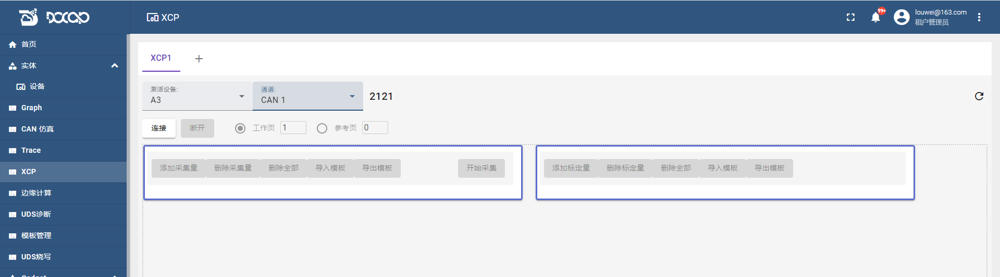 DOCAN
XCP
99+
louwei@163.com
租户管理员
首页
实体
设备
Graph
CAN 仿真
Trace
XCP
边缘计算
UDS诊断
模板管理
UDS烧写
XCP1
+
激活设备:
A3
通道:
CAN 1
2121
连接
断开
工作页
1
参考页
0
添加采集量
删除采集量
删除全部
导入模板
导出模板
开始采集
添加标定量
删除标定量
删除全部
导入模板
导出模板